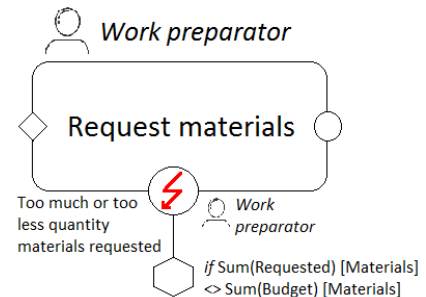 Work preparator
Request materials
Too much or too
less quantity
materials requested
Work
preparator
if Sum(Requested) [Materials]
<> Sum(Budget) [Materials]